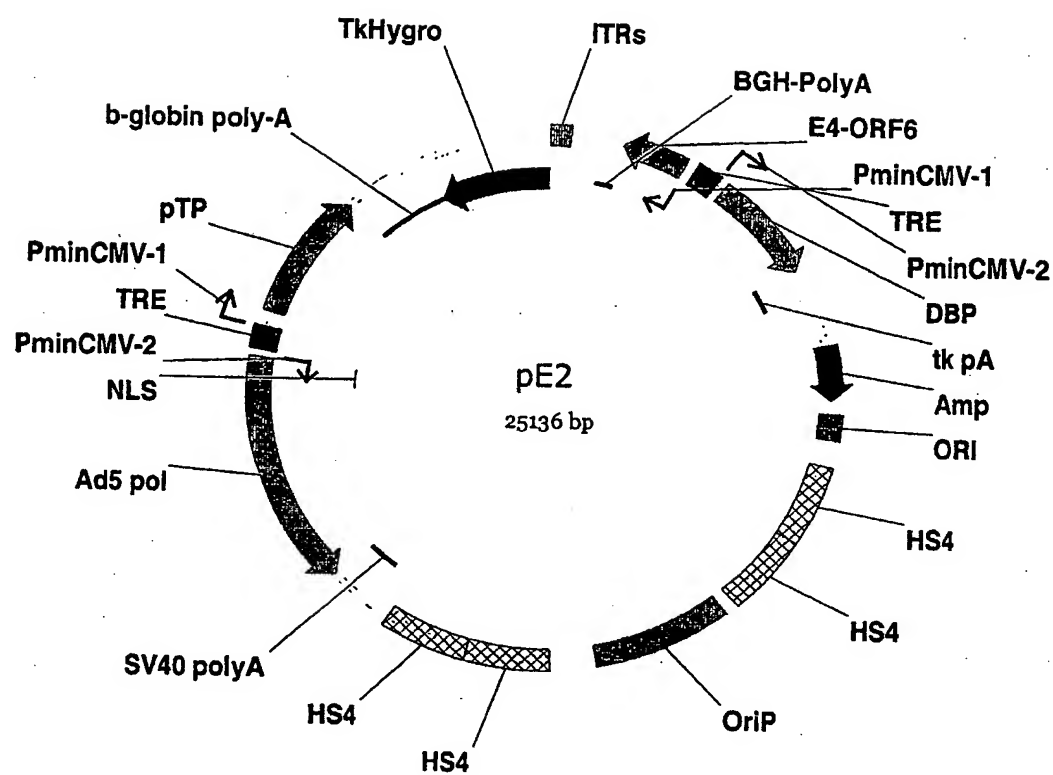 TkHygro
ITRs
BGH-PolyA
b-globin poly-A
E4-ORF6
PminCMV-1
pTP
TRE
PminCMV-1
PminCMV-2
TRE
DBP
PminCMV-2
tk pA
NLS
pE2
25136 bp
Amp
ORI
Ad5 pol
HS4
HS4
SV40 polyA
HS4
OriP
HS4